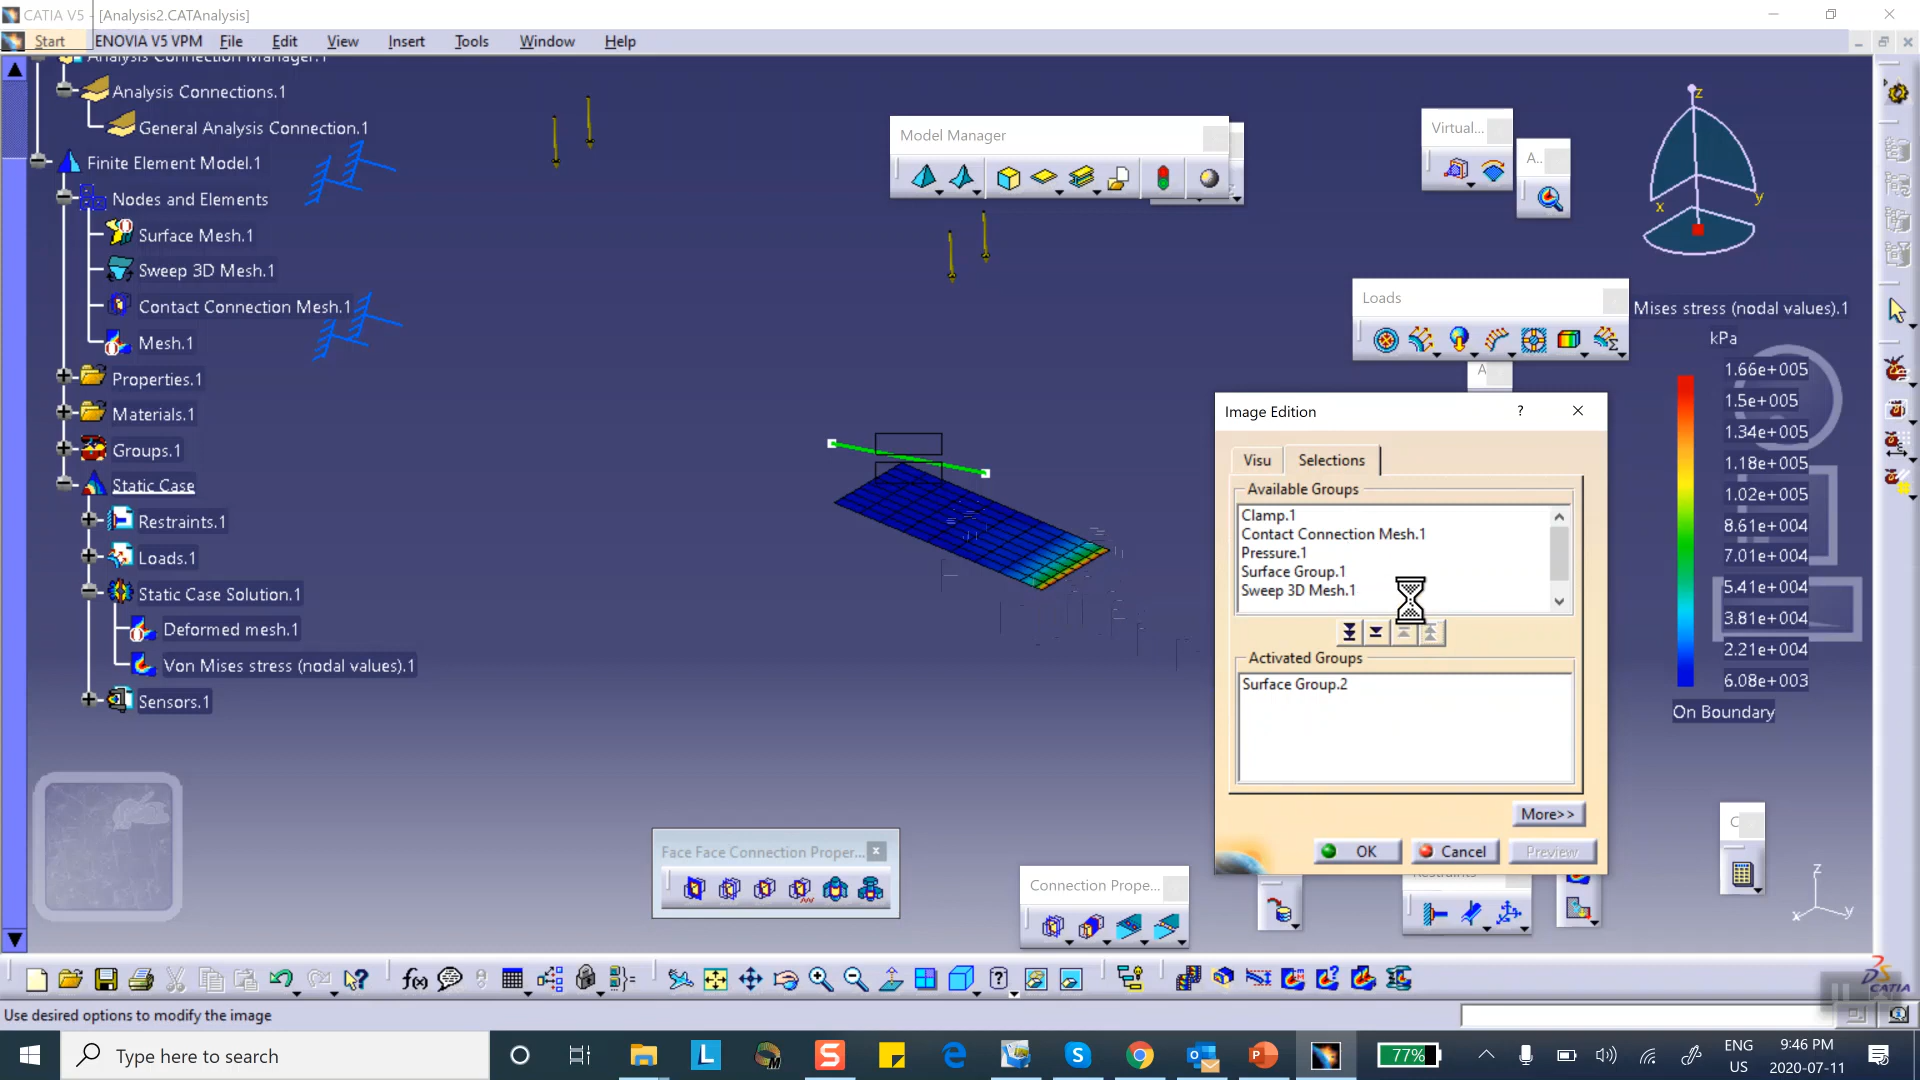 CATIA V5 - [Analysis2.CATAnalysis]
Start ENOVIA V5 VPM File Edit View Insert Tools Window Help
Analysis Connection Manager.1
Analysis Connections.1
General Analysis Connection.1
Finite Element Model.1
Nodes and Elements
Surface Mesh.1
Sweep 3D Mesh.1
Contact Connection Mesh.1
Mesh.1
Properties.1
Materials.1
Groups.1
Static Case
Restraints.1
Loads.1
Static Case Solution.1
Deformed mesh.1
Von Mises stress (nodal values).1
Sensors.1
Model Manager
Virtual...
A..
z
x
y
Loads
A
Mises stress (nodal values).1
kPa
1.66e+005
1.5e+005
1.34e+005
1.18e+005
1.02e+005
8.61e+004
7.01e+004
5.41e+004
3.81e+004
2.21e+004
6.08e+003
On Boundary
Image Edition ?
Visu Selections
Available Groups
Clamp.1
Contact Connection Mesh.1
Pressure.1
Surface Group.1
Sweep 3D Mesh.1
Activated Groups
Surface Group.2
More>>
OK Cancel Preview
Face Face Connection Proper...
Connection Prope...
Restraints
C
z
x y
f(x)
CATIA
Use desired options to modify the image
Type here to search
77%
ENG
US
9:46 PM
2020-07-11